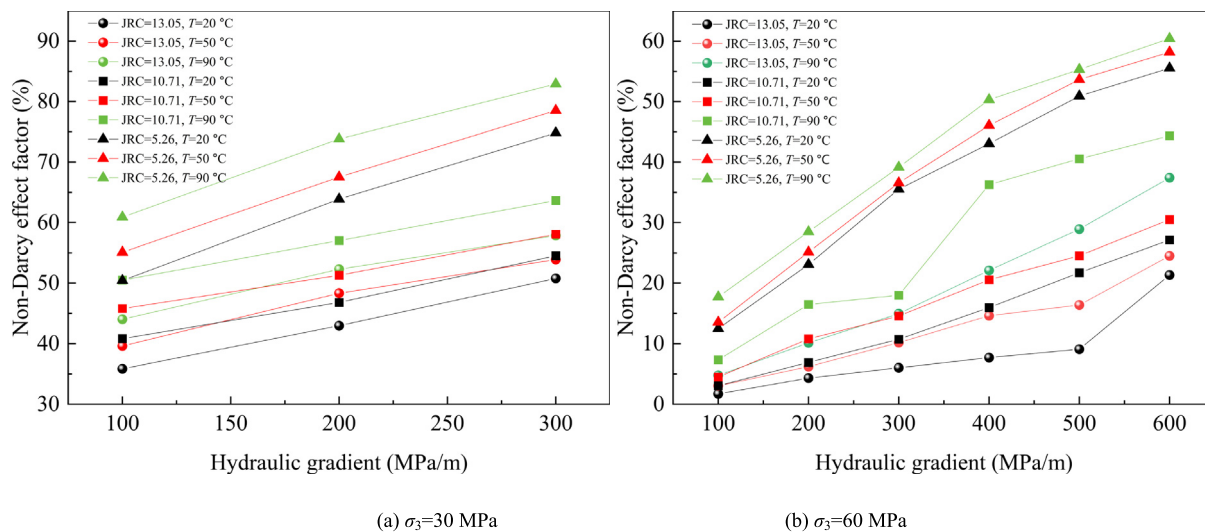 Non-Darcy effect factor (%)
90
80
70
60
50
40
30
JRC=13.05, T=20 °C
JRC=13.05, T=50 °C
JRC=13.05, T=90 °C
JRC=10.71, T=20 °C
JRC=10.71, T=50 °C
JRC=10.71, T=90 °C
JRC=5.26, T=20 °C
JRC=5.26, T=50 °C
JRC=5.26, T=90 °C
100 150 200 250 300
Hydraulic gradient (MPa/m)
(a) σ₃=30 MPa
Non-Darcy effect factor (%)
60
50
40
30
20
10
0
JRC=13.05, T=20 °C
JRC=13.05, T=50 °C
JRC=13.05, T=90 °C
JRC=10.71, T=20 °C
JRC=10.71, T=50 °C
JRC=10.71, T=90 °C
JRC=5.26, T=20 °C
JRC=5.26, T=50 °C
JRC=5.26, T=90 °C
100 200 300 400 500 600
Hydraulic gradient (MPa/m)
(b) σ₃=60 MPa